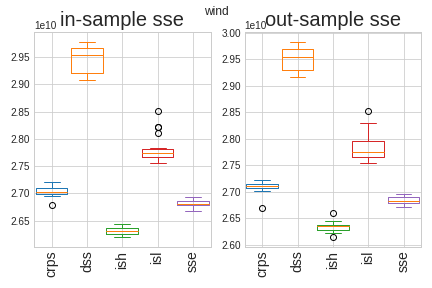 wind
in-sample sse
out-sample sse
1e10
1e10
2.95
2.90
2.85
2.80
2.75
2.70
2.65
3.00
2.95
2.90
2.85
2.80
2.75
2.70
2.65
2.60
crps
dss
ish
isl
sse
crps
dss
ish
isl
sse